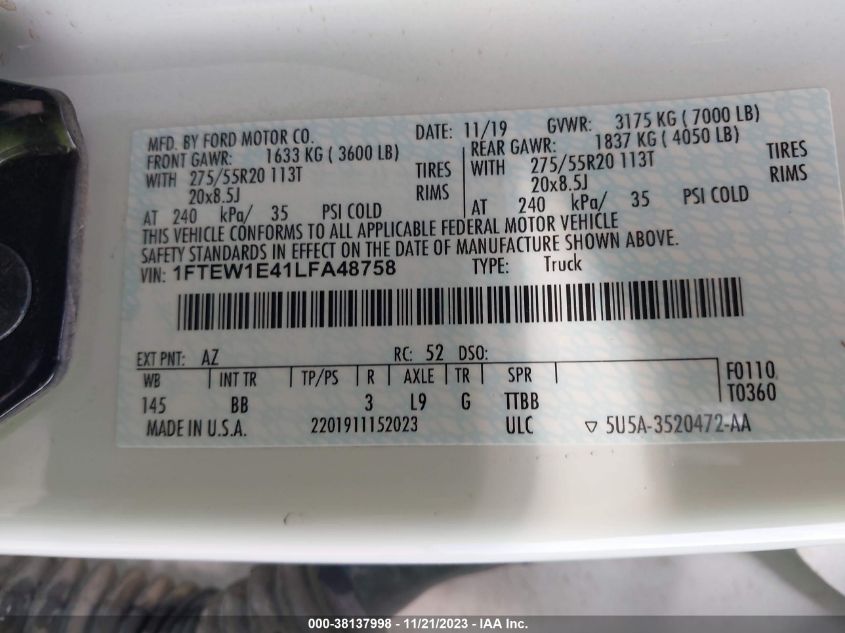 MFD. BY FORD MOTOR CO. DATE: 11/19 GVWR: 3175 KG ( 7000 LB)
FRONT GAWR: 1633 KG ( 3600 LB) REAR GAWR: 1837 KG ( 4050 LB)
WITH 275/55R20 113T TIRES WITH 275/55R20 113T TIRES
20x8.5J RIMS 20x8.5J RIMS
AT 240 kPa/ 35 PSI COLD AT 240 kPa/ 35 PSI COLD
THIS VEHICLE CONFORMS TO ALL APPLICABLE FEDERAL MOTOR VEHICLE
SAFETY STANDARDS IN EFFECT ON THE DATE OF MANUFACTURE SHOWN ABOVE.
VIN: 1FTEW1E41LFA48758 TYPE: Truck
EXT PNT: AZ RC: 52 DSO:
WB INT TR TP/PS R AXLE TR SPR F0110
145 BB 3 L9 G TTBB T0360
MADE IN U.S.A. 2201911152023 ULC ▽ 5U5A-3520472-AA
000-38137998 - 11/21/2023 - IAA Inc.